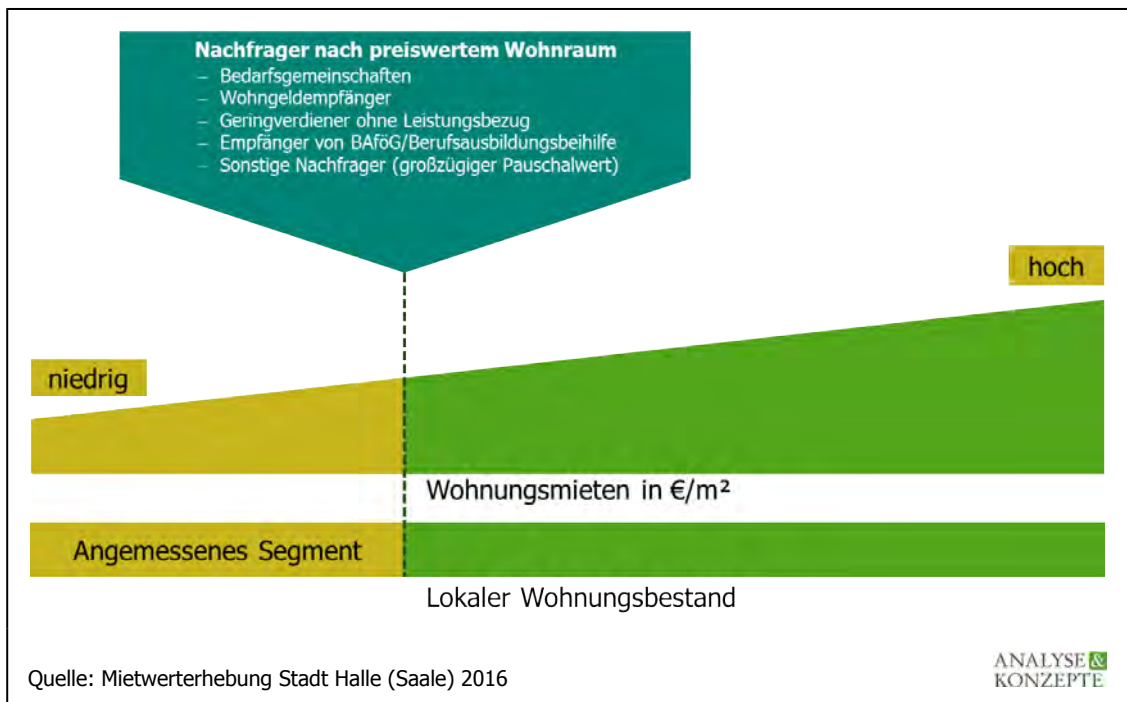 Nachfrager nach preiswertem Wohnraum
– Bedarfsgemeinschaften
– Wohngeldempfänger
– Geringverdiener ohne Leistungsbezug
– Empfänger von BAföG/Berufsausbildungsbeihilfe
– Sonstige Nachfrager (großzügiger Pauschalwert)
hoch
niedrig
Wohnungsmieten in €/m²
Angemessenes Segment
Lokaler Wohnungsbestand
Quelle: Mietwerterhebung Stadt Halle (Saale) 2016
ANALYSE &
KONZEPTE